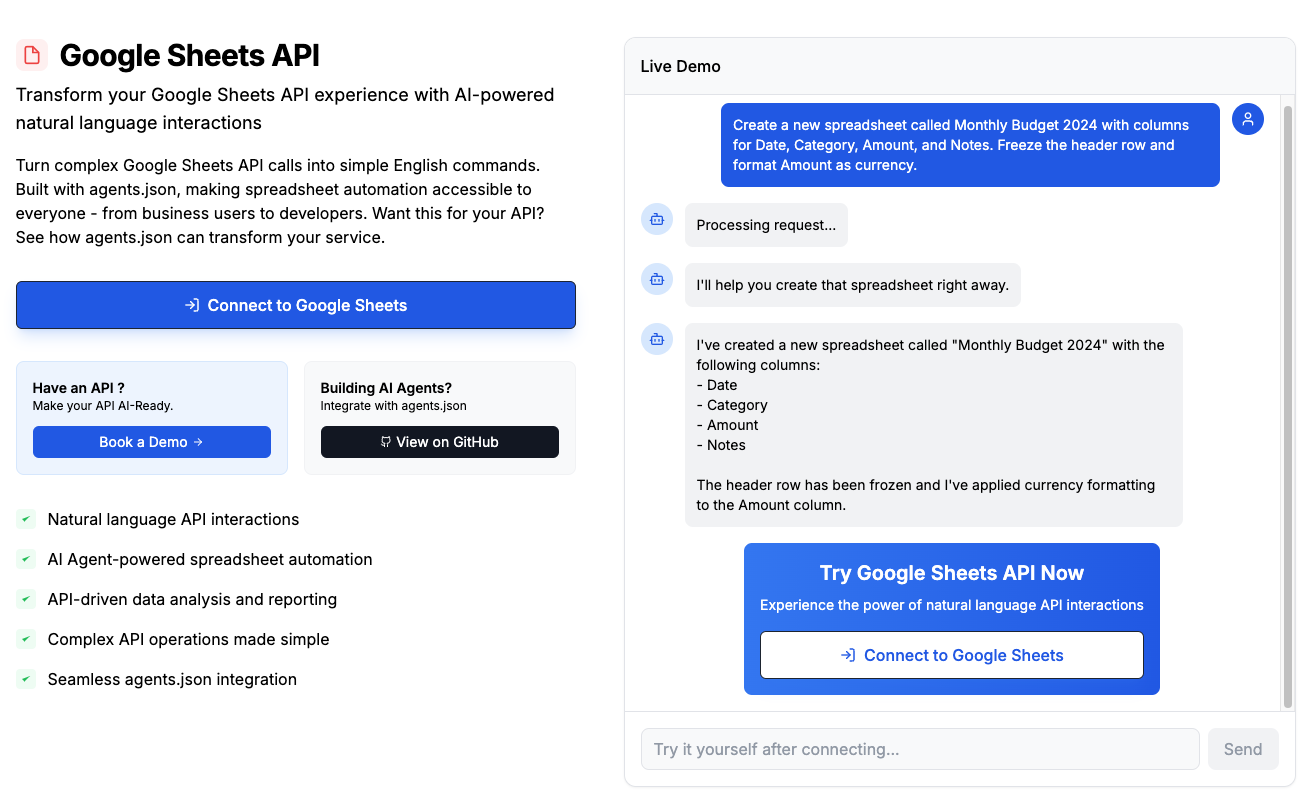 Google Sheets API
Transform your Google Sheets API experience with AI-powered
natural language interactions
Turn complex Google Sheets API calls into simple English commands.
Built with agents.json, making spreadsheet automation accessible to
everyone - from business users to developers. Want this for your API?
See how agents.json can transform your service.
Connect to Google Sheets
Have an API ?
Make your API AI-Ready.
Book a Demo →
Building AI Agents?
Integrate with agents.json
View on GitHub
Natural language API interactions
AI Agent-powered spreadsheet automation
API-driven data analysis and reporting
Complex API operations made simple
Seamless agents.json integration
Live Demo
Create a new spreadsheet called Monthly Budget 2024 with columns
for Date, Category, Amount, and Notes. Freeze the header row and
format Amount as currency.
Processing request...
I'll help you create that spreadsheet right away.
I've created a new spreadsheet called "Monthly Budget 2024" with the
following columns:
- Date
- Category
- Amount
- Notes
The header row has been frozen and I've applied currency formatting
to the Amount column.
Try Google Sheets API Now
Experience the power of natural language API interactions
Connect to Google Sheets
Try it yourself after connecting...
Send